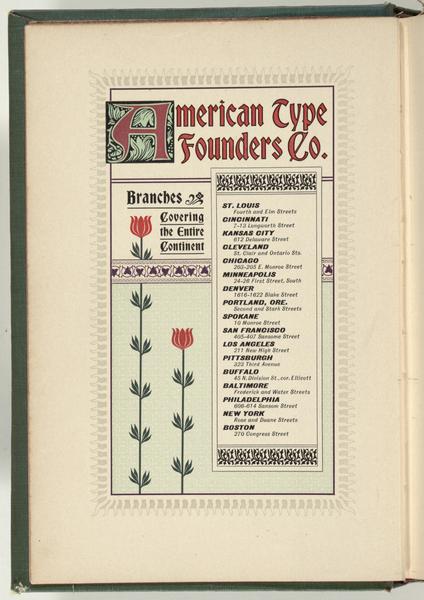 American Type
Founders Co.
Branches
Covering
the Entire
Continent
ST. LOUIS
Fourth and Elm Streets
CINCINNATI
7-13 Longworth Street
KANSAS CITY
612 Delaware Street
CLEVELAND
St. Clair and Ontario Sts.
CHICAGO
203-205 E. Monroe Street
MINNEAPOLIS
24-26 First Street, South
DENVER
1616-1622 Blake Street
PORTLAND, ORE.
Second and Stark Streets
SPOKANE
10 Monroe Street
SAN FRANCISCO
405-407 Sansome Street
LOS ANGELES
211 New High Street
PITTSBURGH
323 Third Avenue
BUFFALO
45 N. Division St., cor. Ellicott
BALTIMORE
Frederick and Water Streets
PHILADELPHIA
606-614 Sansom Street
NEW YORK
Rose and Duane Streets
BOSTON
270 Congress Street